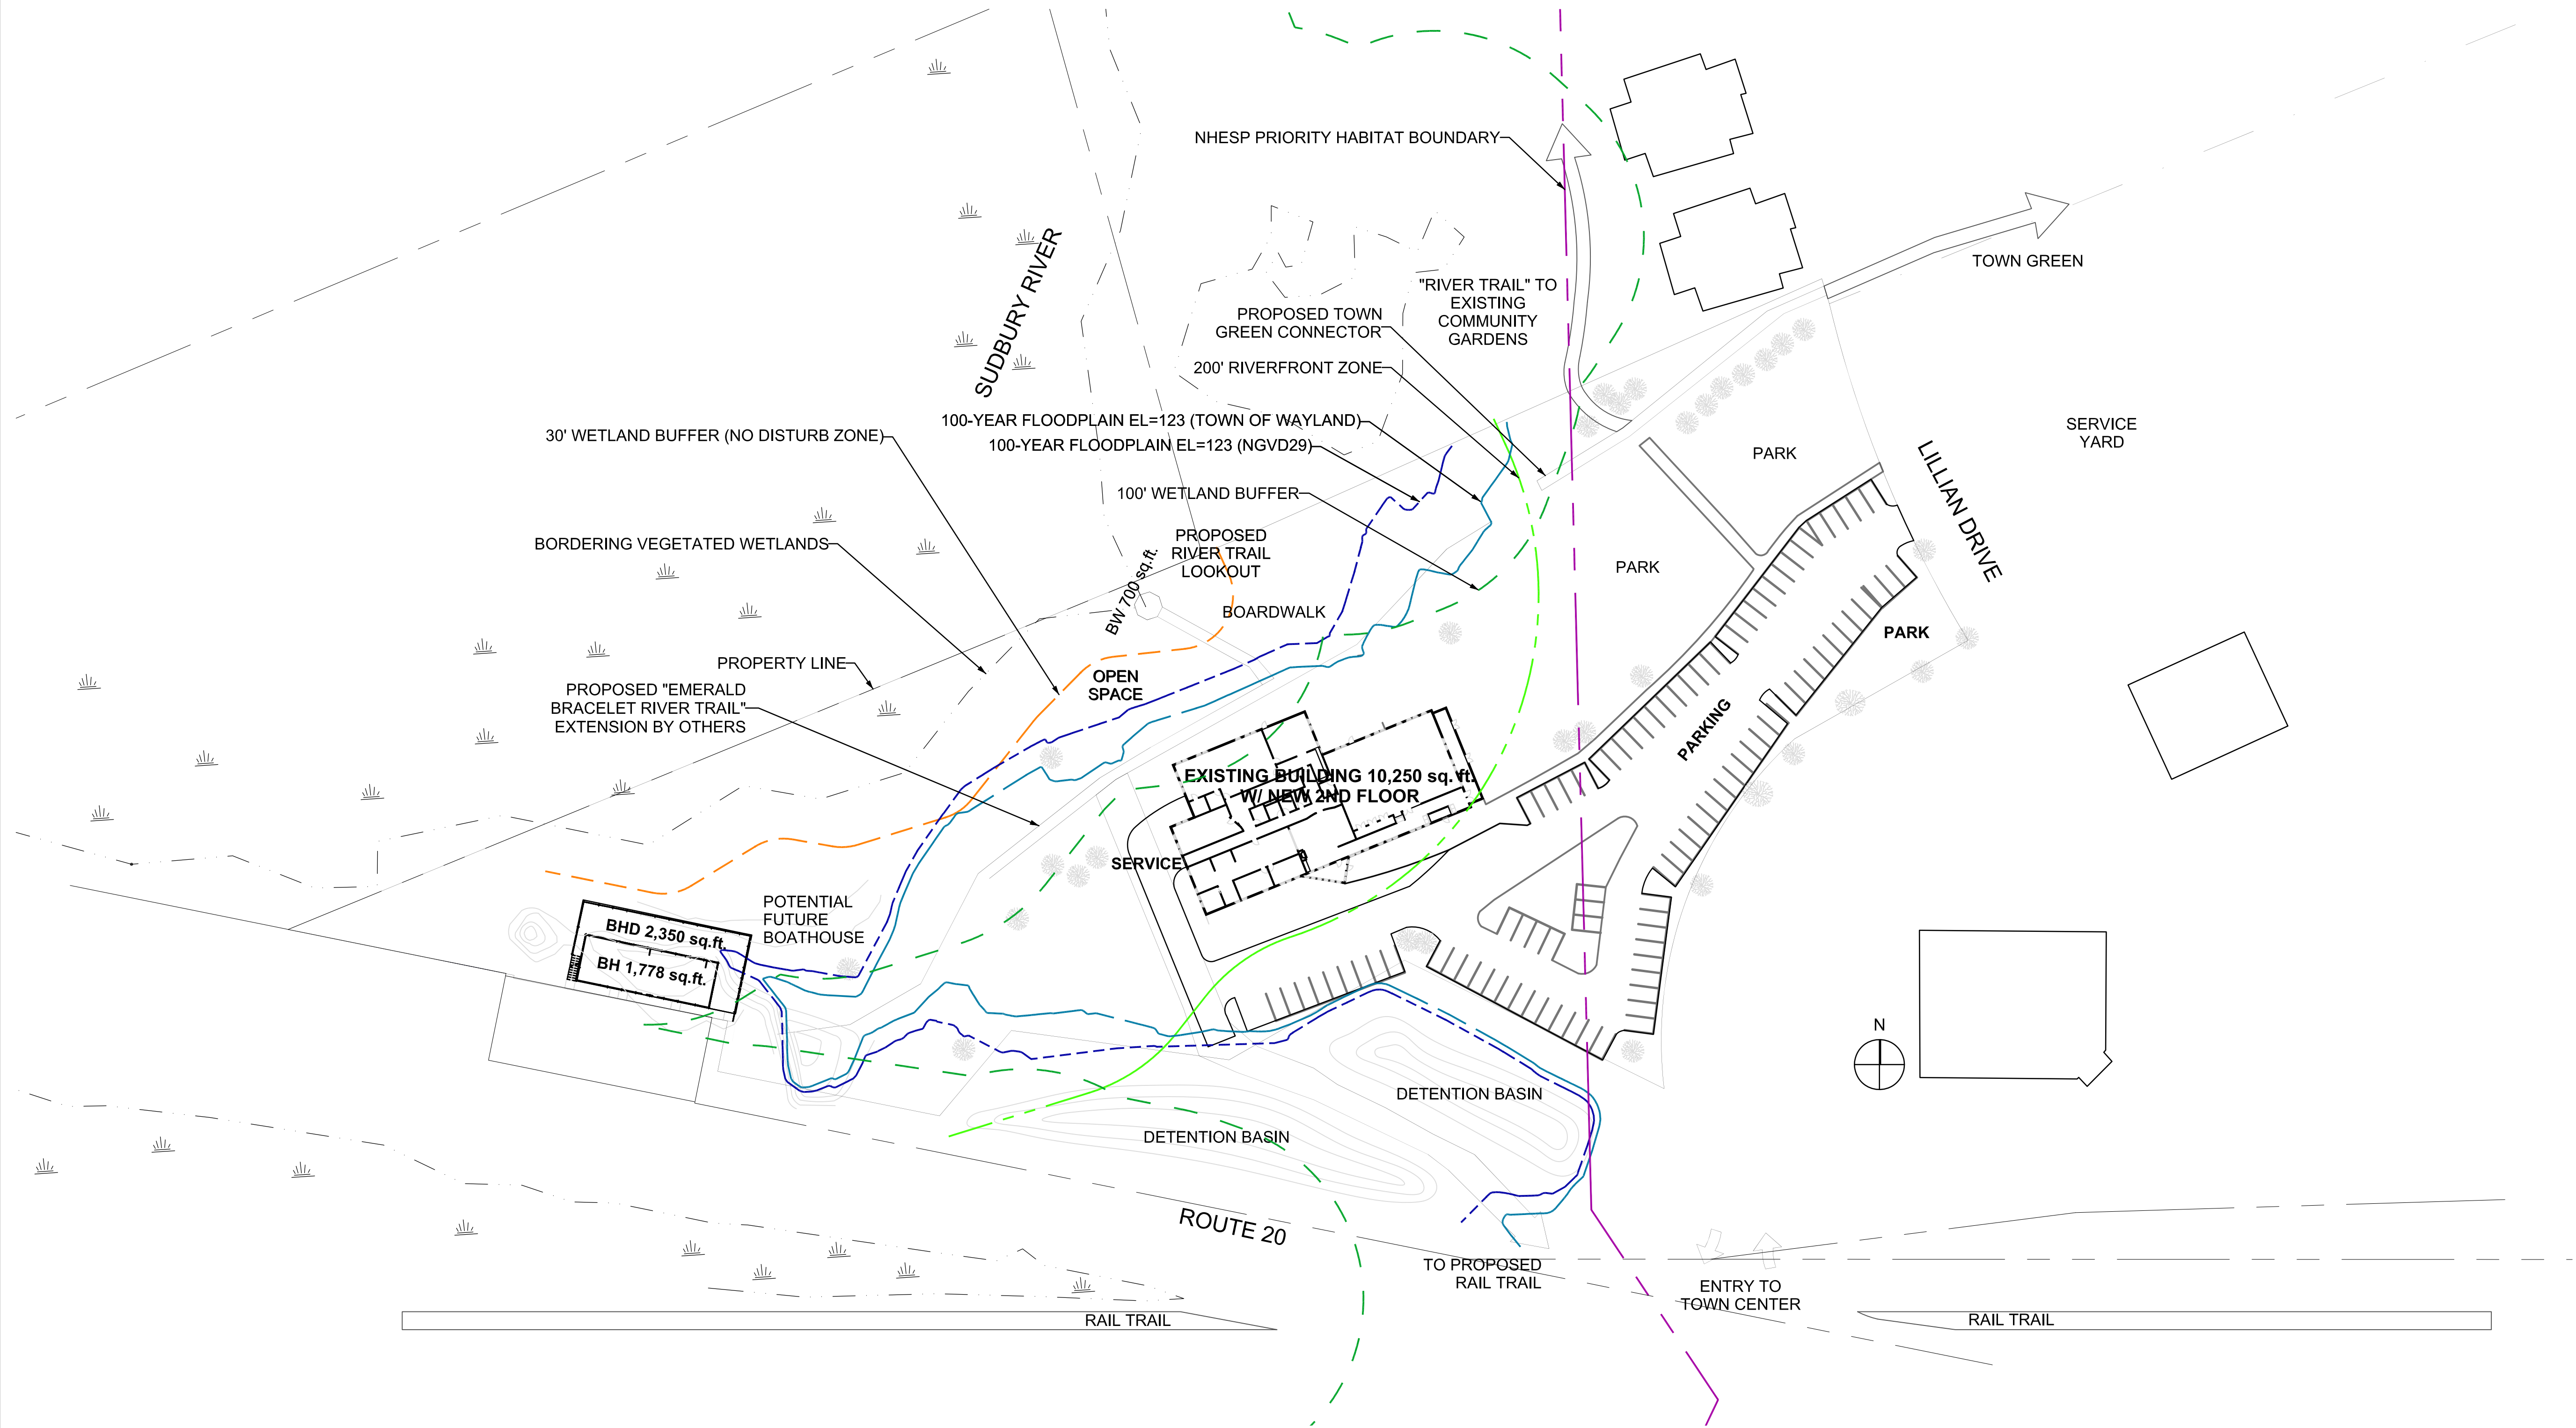 NHESP PRIORITY HABITAT BOUNDARY
TOWN GREEN
SUDBURY RIVER
"RIVER TRAIL" TO
EXISTING
COMMUNITY
GARDENS
PROPOSED TOWN
GREEN CONNECTOR
200' RIVERFRONT ZONE
100-YEAR FLOODPLAIN EL=123 (TOWN OF WAYLAND)
100-YEAR FLOODPLAIN EL=123 (NGVD29)
30' WETLAND BUFFER (NO DISTURB ZONE)
SERVICE
YARD
PARK
LILLIAN DRIVE
100' WETLAND BUFFER
BORDERING VEGETATED WETLANDS
PROPOSED
RIVER TRAIL
LOOKOUT
BW 700 sq.ft.
PARK
BOARDWALK
PARK
PROPERTY LINE
OPEN
SPACE
PROPOSED "EMERALD
BRACELET RIVER TRAIL"
EXTENSION BY OTHERS
PARKING
EXISTING BUILDING 10,250 sq. ft.
W/ NEW 2ND FLOOR
SERVICE
POTENTIAL
FUTURE
BOATHOUSE
BHD 2,350 sq.ft.
BH 1,778 sq.ft.
N
DETENTION BASIN
DETENTION BASIN
ROUTE 20
TO PROPOSED
RAIL TRAIL
ENTRY TO
TOWN CENTER
RAIL TRAIL
RAIL TRAIL